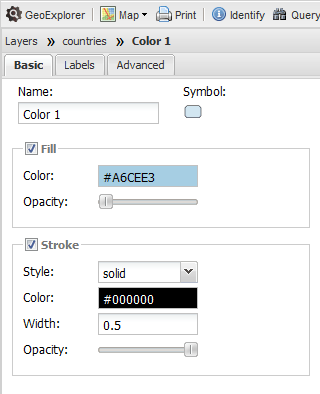 GeoExplorer Map Print Identify
Layers » countries » Color 1
Basic Labels Advanced
Name: Symbol:
Color 1
Fill
Color: #A6CEE3
Opacity:
Stroke
Style: solid
Color: #000000
Width: 0.5
Opacity: